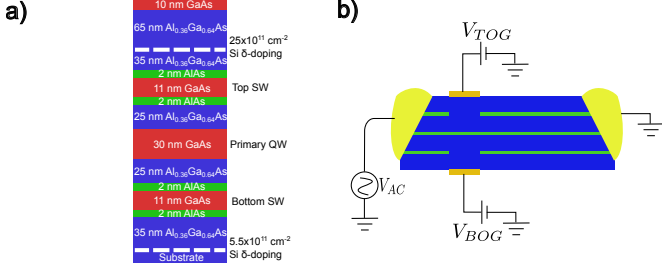 a)
10 nm GaAs
65 nm Al0.36Ga0.64As
25x10^11 cm^-2
Si δ-doping
35 nm Al0.36Ga0.64As
2 nm AlAs
11 nm GaAs
Top SW
2 nm AlAs
25 nm Al0.36Ga0.64As
30 nm GaAs
Primary QW
25 nm Al0.36Ga0.64As
2 nm AlAs
11 nm GaAs
Bottom SW
2 nm AlAs
35 nm Al0.36Ga0.64As
5.5x10^11 cm^-2
Si δ-doping
Substrate
b)
V_TOG
V_AC
V_BOG